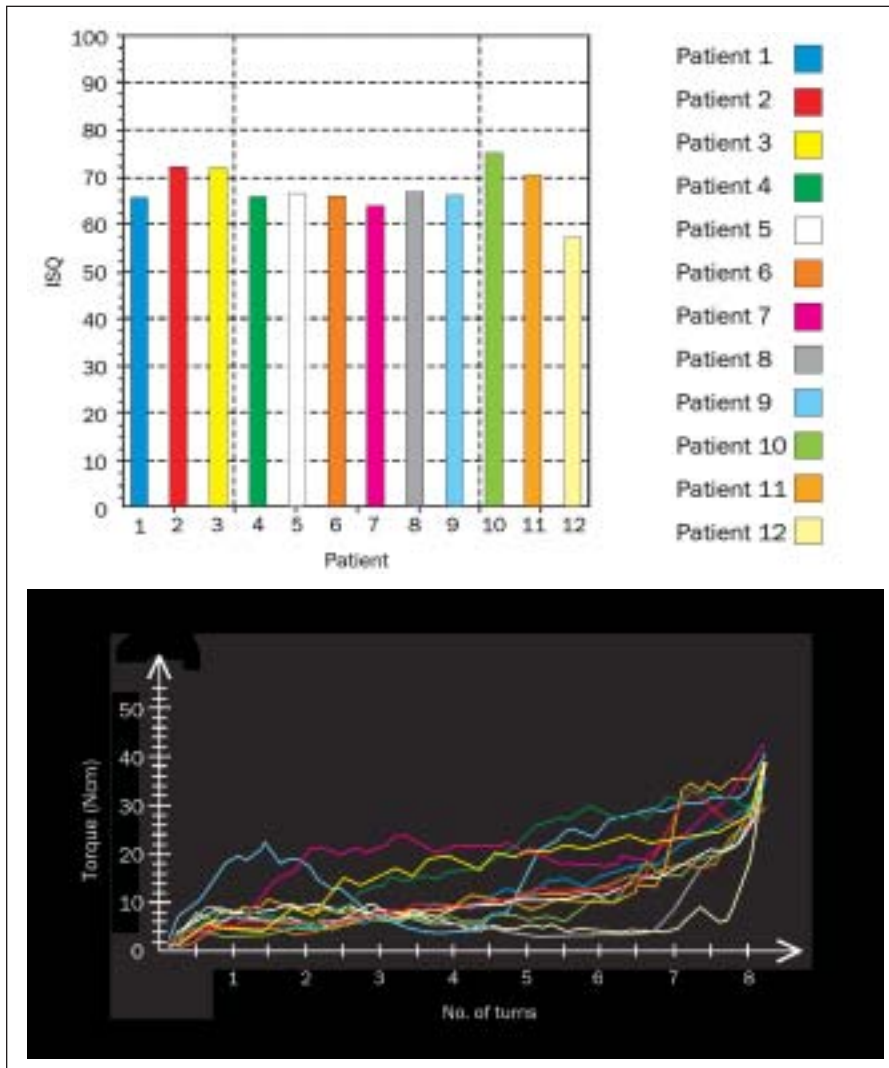 100
90
80
70
60
50
40
30
20
10
0
ISQ
1 2 3 4 5 6 7 8 9 10 11 12
Patient
Patient 1
Patient 2
Patient 3
Patient 4
Patient 5
Patient 6
Patient 7
Patient 8
Patient 9
Patient 10
Patient 11
Patient 12
50
40
30
20
10
0
Torque (Ncm)
1 2 3 4 5 6 7 8
No. of turns